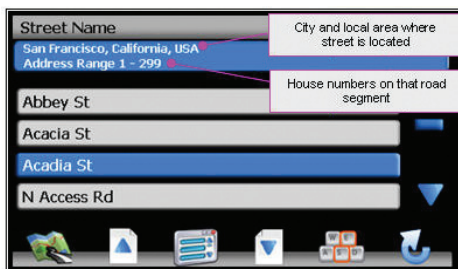 Street Name
City and local area where
street is located
San Francisco, California, USA
Address Range 1 - 299
House numbers on that road
segment
Abbey St
Acacia St
Acadia St
N Access Rd